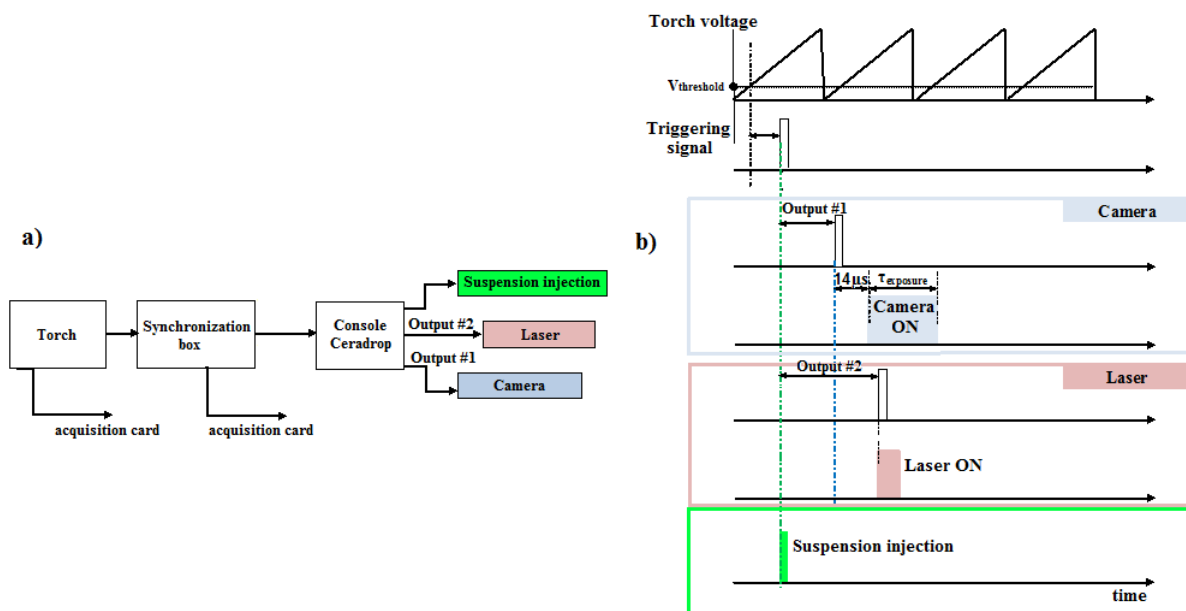 a)
Torch
Synchronization
box
Console
Ceradrop
Suspension injection
Output #2
Laser
Output #1
Camera
acquisition card
acquisition card
b)
Torch voltage
Vthreshold
Triggering
signal
Output #1
Camera
14µs
τexposure
Camera
ON
Output #2
Laser
Laser ON
Suspension injection
time